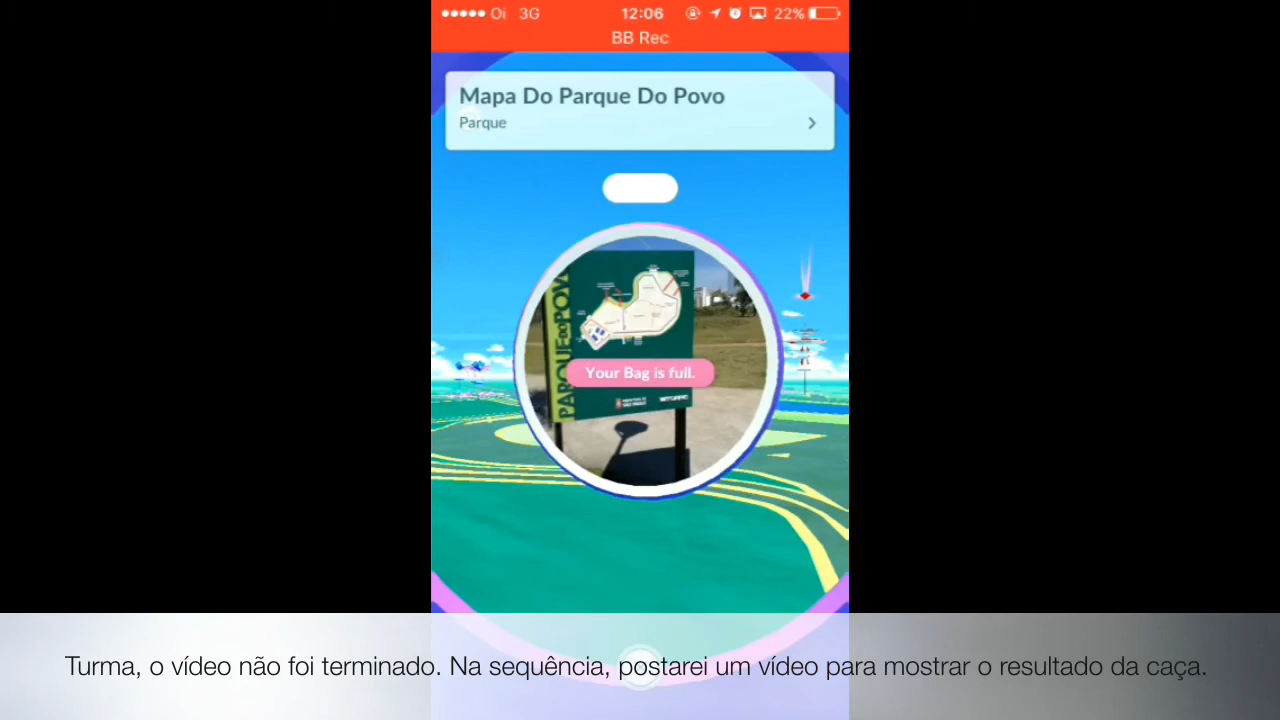 Oi 3G 12:06 22%
BB Rec
Mapa Do Parque Do Povo
Parque
PARQUE DO POVO
Your Bag is full.
Turma, o vídeo não foi terminado. Na sequência, postarei um vídeo para mostrar o resultado da caça.